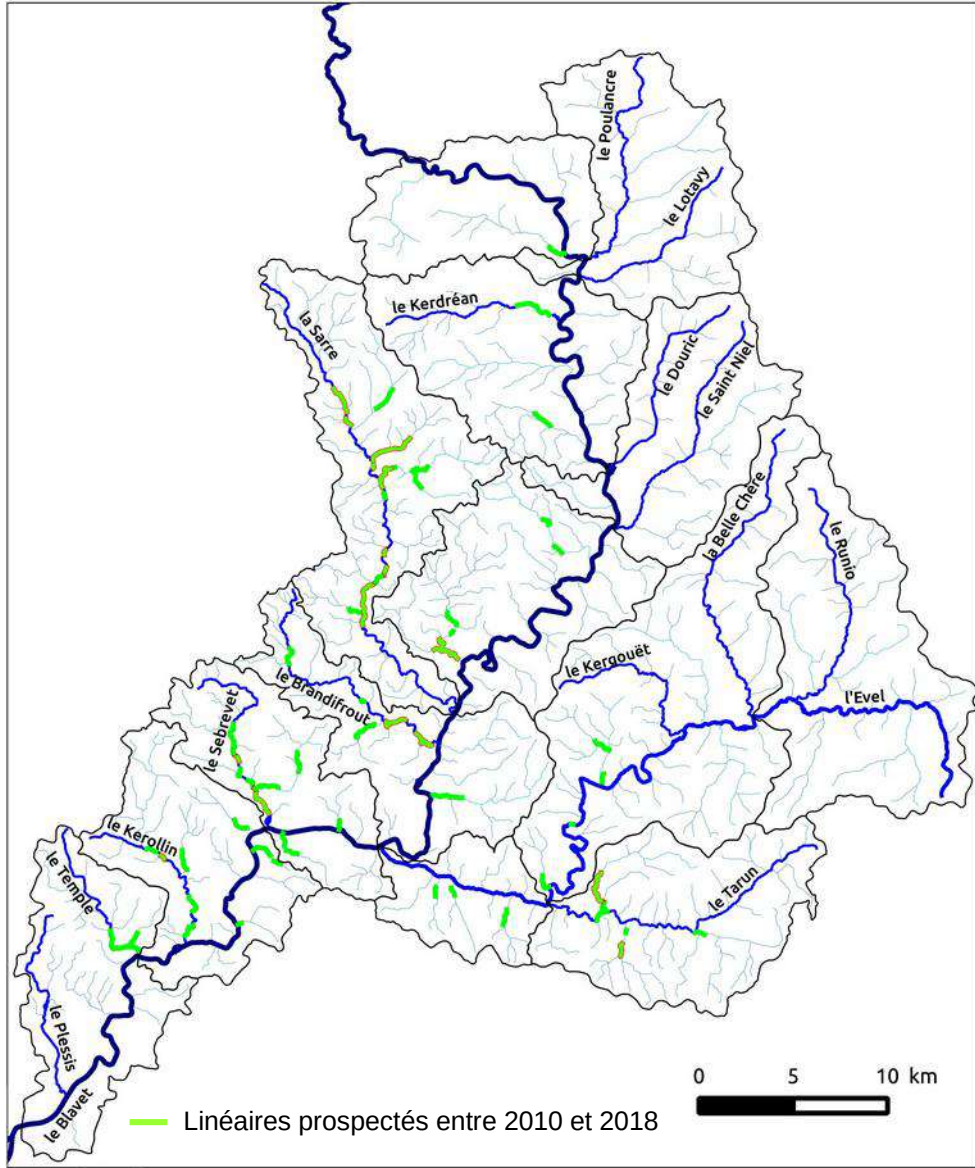 le Poulancre
le Lotavy
le Kerdréan
la Sarre
le Douric
le Saint Niel
la Belle Chère
le Runio
le Kergouët
l'Evel
le Brandifrout
le Sebrevet
le Kerollin
le Temple
le Tarun
le Plessis
le Blavet
0 5 10 km
Linéaires prospectés entre 2010 et 2018